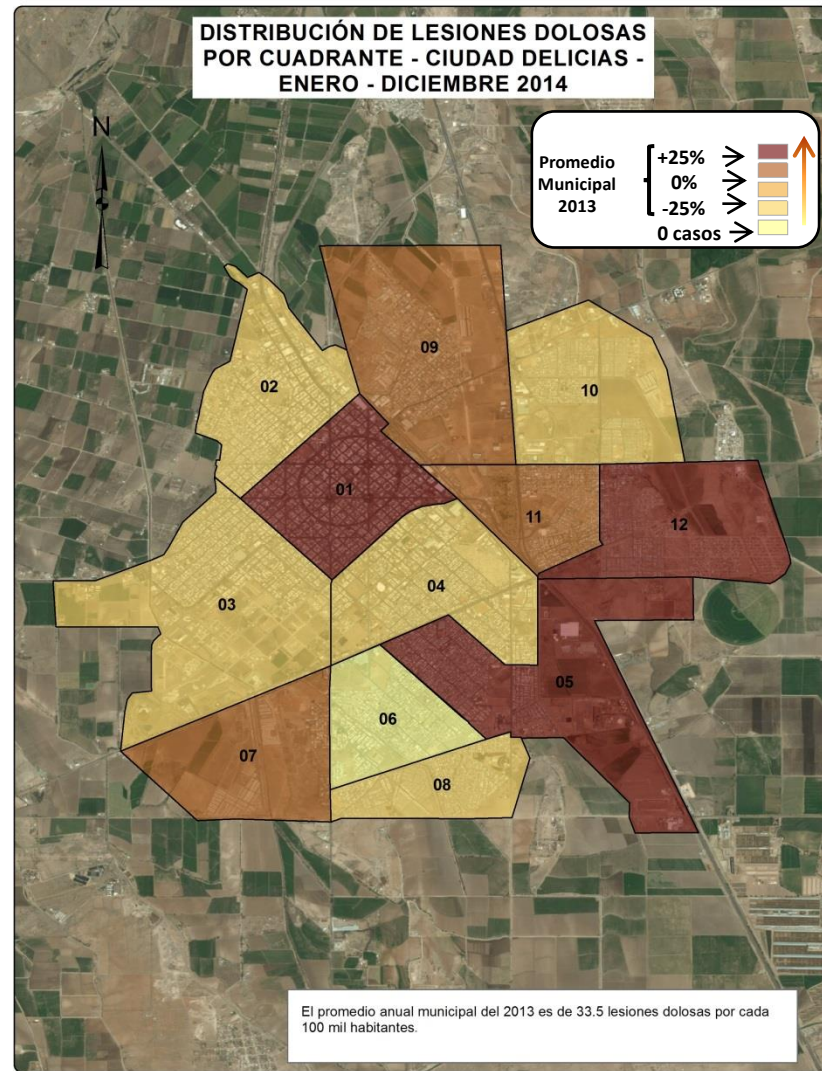 DISTRIBUCIÓN DE LESIONES DOLOSAS
POR CUADRANTE - CIUDAD DELICIAS -
ENERO - DICIEMBRE 2014
N
Promedio
Municipal
2013
+25%
0%
-25%
0 casos
09
02
10
01
11
12
04
03
05
06
07
08
El promedio anual municipal del 2013 es de 33.5 lesiones dolosas por cada
100 mil habitantes.